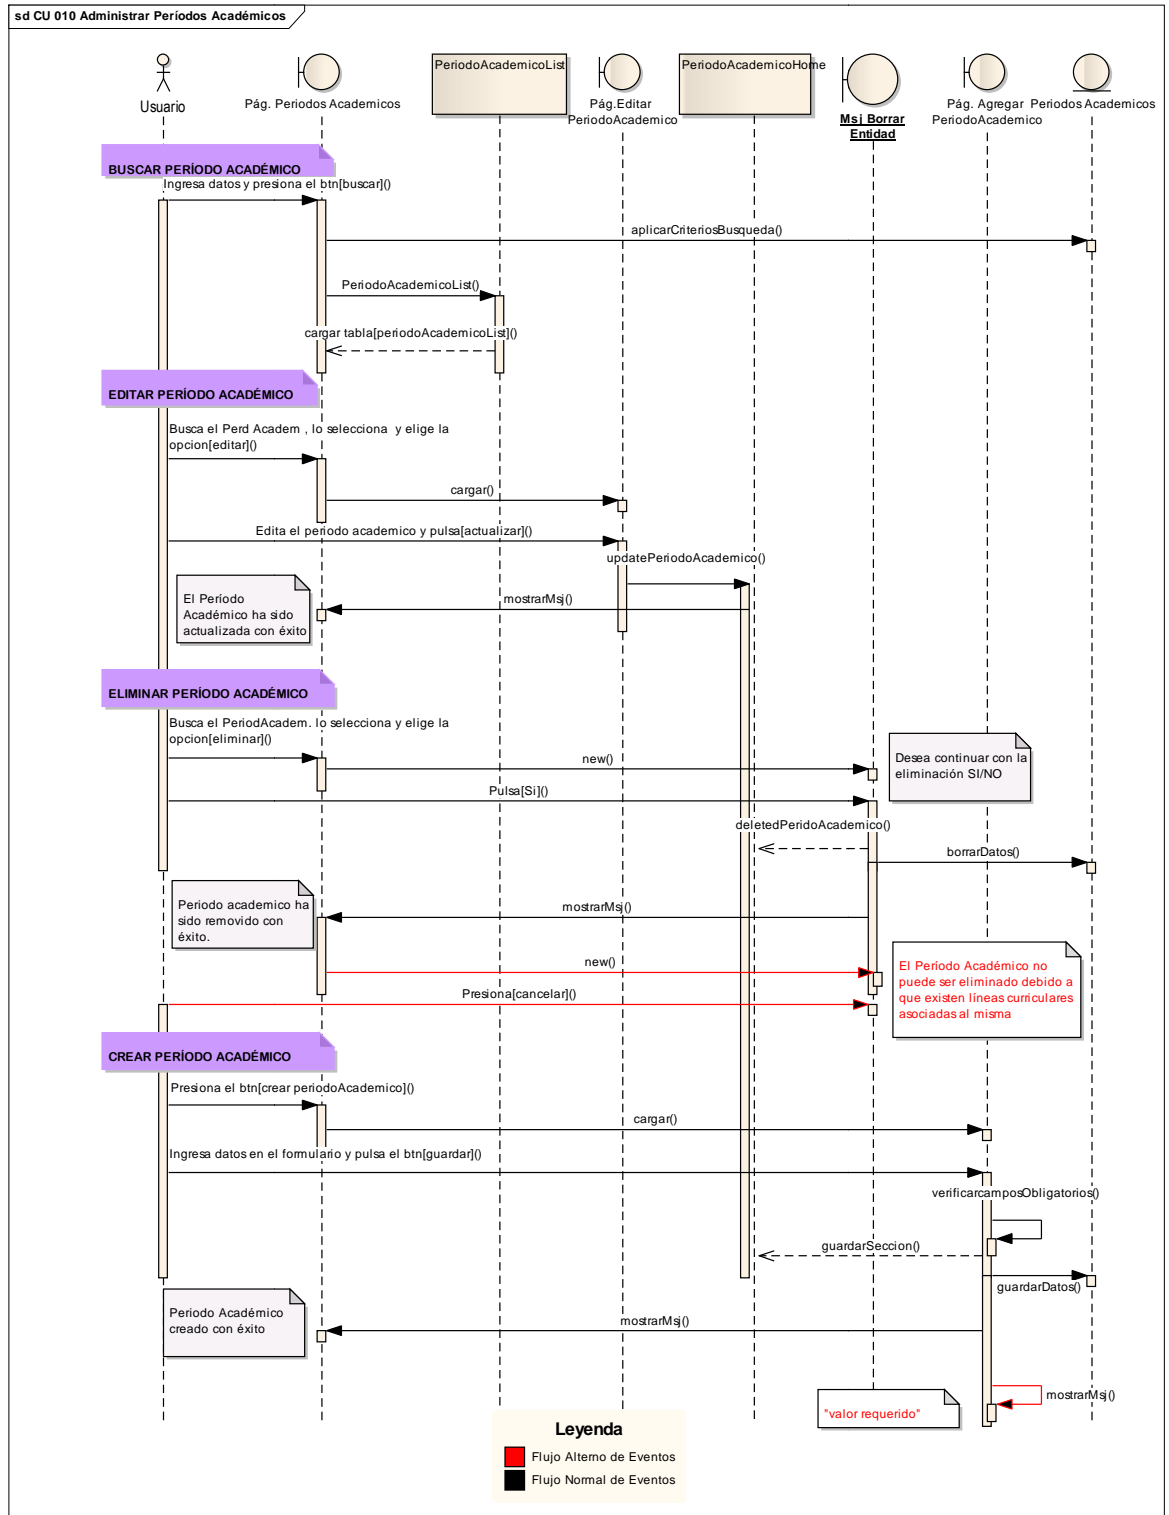 sd CU 010 Administrar Períodos Académicos
Usuario
Pág. Periodos Academicos
PeriodoAcademicoList
Pág.Editar
PeriodoAcademico
PeriodoAcademicoHome
Msj Borrar
Entidad
Pág. Agregar
PeriodoAcademico
Periodos Academicos
BUSCAR PERÍODO ACADÉMICO
Ingresa datos y presiona el btn[buscar]()
aplicarCriteriosBusqueda()
PeriodoAcademicoList()
cargar tabla[periodoAcademicoList]()
EDITAR PERÍODO ACADÉMICO
Busca el Perd Academ , lo selecciona y elige la
opcion[editar]()
cargar()
Edita el periodo academico y pulsa[actualizar]()
updatePeriodoAcademico()
El Período
Académico ha sido
actualizada con éxito
mostrarMsj()
ELIMINAR PERÍODO ACADÉMICO
Busca el PeriodAcadem. lo selecciona y elige la
opcion[eliminar]()
new()
Desea continuar con la
eliminación SI/NO
Pulsa[Si]()
deletedPeridoAcademico()
borrarDatos()
Periodo academico ha
sido removido con
éxito.
mostrarMsj()
new()
El Período Académico no
puede ser eliminado debido a
que existen líneas curriculares
asociadas al misma
Presiona[cancelar]()
CREAR PERÍODO ACADÉMICO
Presiona el btn[crear periodoAcademico]()
cargar()
Ingresa datos en el formulario y pulsa el btn[guardar]()
verificarcamposObligatorios()
guardarSeccion()
guardarDatos()
Periodo Académico
creado con éxito
mostrarMsj()
mostrarMsj()
"valor requerido"
Leyenda
Flujo Alterno de Eventos
Flujo Normal de Eventos